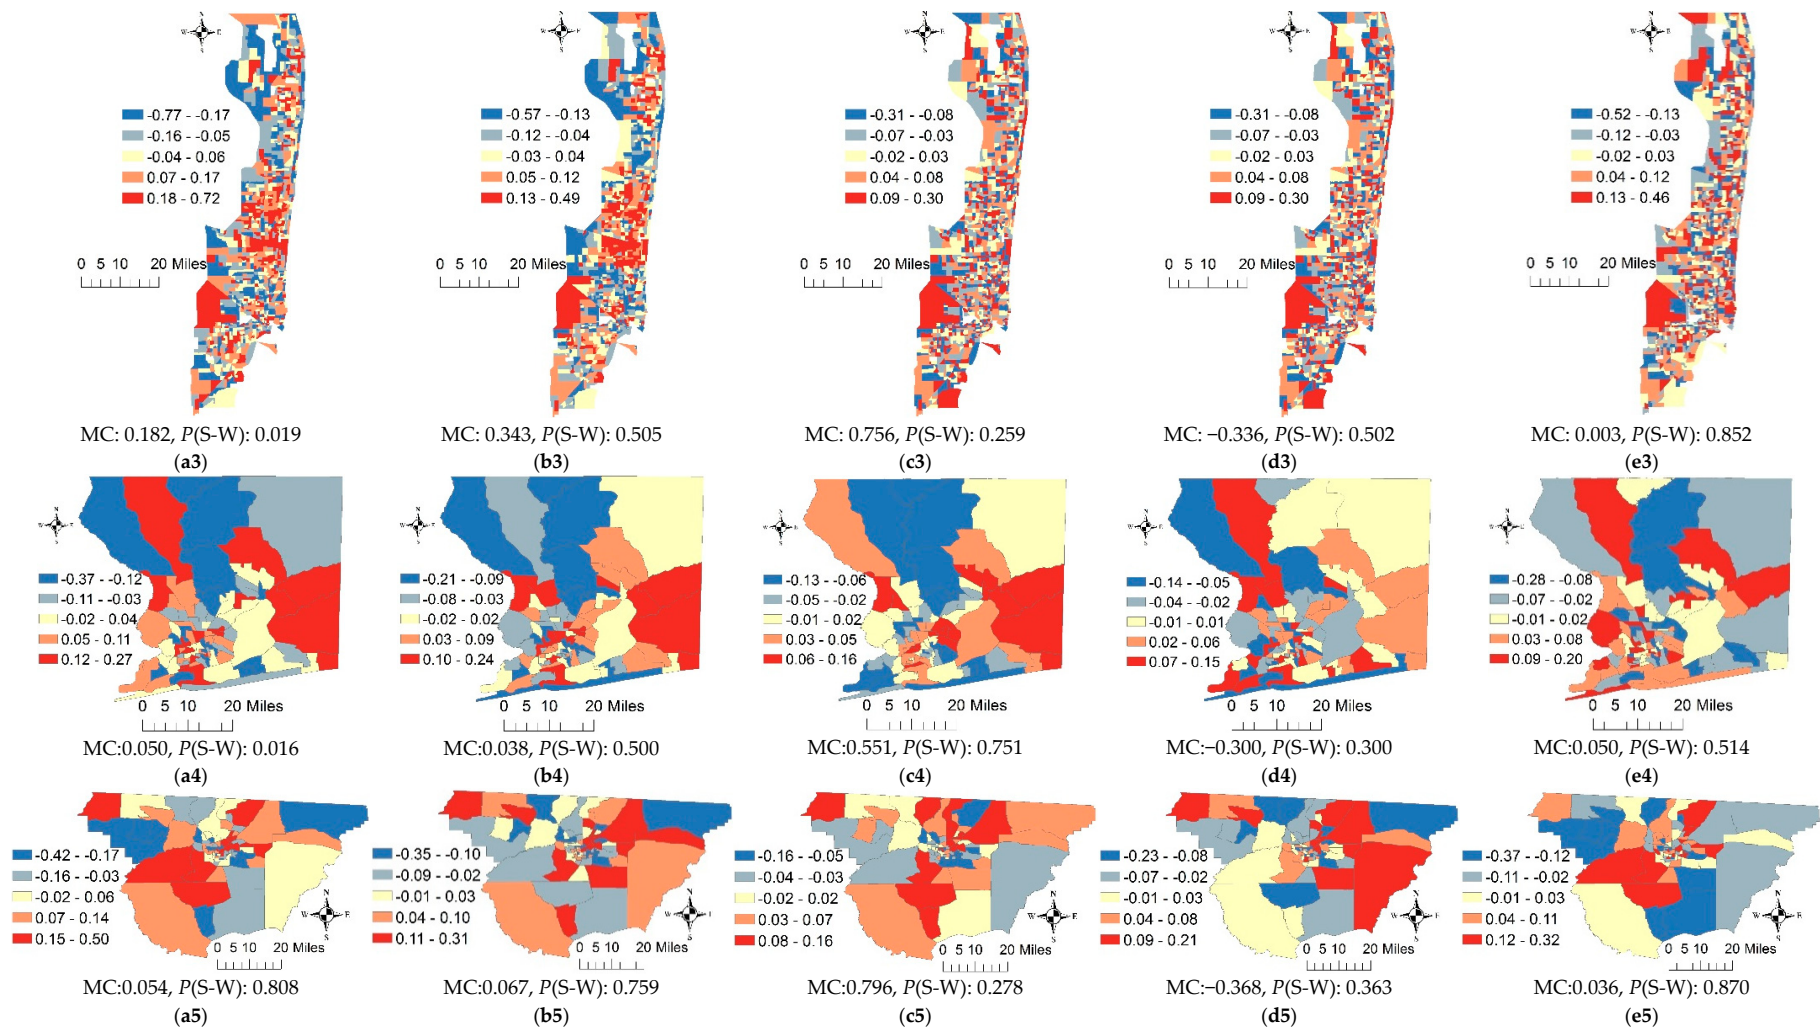 N
W E
S
-0.77 - -0.17
-0.16 - -0.05
-0.04 - 0.06
0.07 - 0.17
0.18 - 0.72
0 5 10 20 Miles
MC: 0.182, P(S-W): 0.019
(a3)
N
W E
S
-0.57 - -0.13
-0.12 - -0.04
-0.03 - 0.04
0.05 - 0.12
0.13 - 0.49
0 5 10 20 Miles
MC: 0.343, P(S-W): 0.505
(b3)
N
W E
S
-0.31 - -0.08
-0.07 - -0.03
-0.02 - 0.03
0.04 - 0.08
0.09 - 0.30
0 5 10 20 Miles
MC: 0.756, P(S-W): 0.259
(c3)
N
W E
S
-0.31 - -0.08
-0.07 - -0.03
-0.02 - 0.03
0.04 - 0.08
0.09 - 0.30
0 5 10 20 Miles
MC: −0.336, P(S-W): 0.502
(d3)
N
W E
S
-0.52 - -0.13
-0.12 - -0.03
-0.02 - 0.03
0.04 - 0.12
0.13 - 0.46
0 5 10 20 Miles
MC: 0.003, P(S-W): 0.852
(e3)
N
W E
S
-0.37 - -0.12
-0.11 - -0.03
-0.02 - 0.04
0.05 - 0.11
0.12 - 0.27
0 5 10 20 Miles
MC:0.050, P(S-W): 0.016
(a4)
N
W E
S
-0.21 - -0.09
-0.08 - -0.03
-0.02 - 0.02
0.03 - 0.09
0.10 - 0.24
0 5 10 20 Miles
MC:0.038, P(S-W): 0.500
(b4)
N
W E
S
-0.13 - -0.06
-0.05 - -0.02
-0.01 - 0.02
0.03 - 0.05
0.06 - 0.16
0 5 10 20 Miles
MC:0.551, P(S-W): 0.751
(c4)
N
W E
S
-0.14 - -0.05
-0.04 - -0.02
-0.01 - 0.01
0.02 - 0.06
0.07 - 0.15
0 5 10 20 Miles
MC:−0.300, P(S-W): 0.300
(d4)
N
W E
S
-0.28 - -0.08
-0.07 - -0.02
-0.01 - 0.02
0.03 - 0.08
0.09 - 0.20
0 5 10 20 Miles
MC:0.050, P(S-W): 0.514
(e4)
-0.42 - -0.17
-0.16 - -0.03
-0.02 - 0.06
0.07 - 0.14
0.15 - 0.50
N
W E
S
0 5 10 20 Miles
MC:0.054, P(S-W): 0.808
(a5)
-0.35 - -0.10
-0.09 - -0.02
-0.01 - 0.03
0.04 - 0.10
0.11 - 0.31
N
W
S
0 5 10 20 Miles
MC:0.067, P(S-W): 0.759
(b5)
-0.16 - -0.05
-0.04 - -0.03
-0.02 - 0.02
0.03 - 0.07
0.08 - 0.16
N
W E
S
0 5 10 20 Miles
MC:0.796, P(S-W): 0.278
(c5)
-0.23 - -0.08
-0.07 - -0.02
-0.01 - 0.03
0.04 - 0.08
0.09 - 0.21
N
W E
S
0 5 10 20 Miles
MC:−0.368, P(S-W): 0.363
(d5)
-0.37 - -0.12
-0.11 - -0.02
-0.01 - 0.03
0.04 - 0.11
0.12 - 0.32
N
W E
S
0 5 10 20 Miles
MC:0.036, P(S-W): 0.870
(e5)